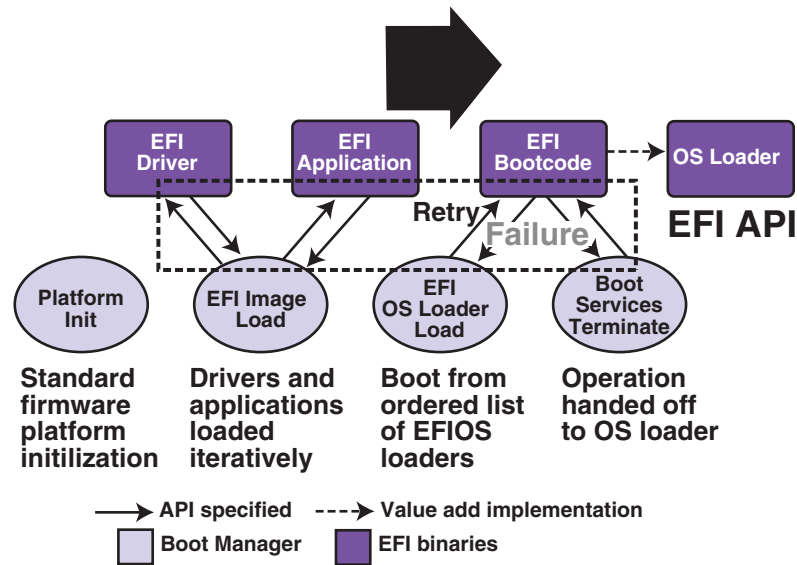 EFI
Driver
EFI
Application
EFI
Bootcode
OS Loader
Retry
Failure
EFI API
Platform
Init
EFI Image
Load
EFI
OS Loader
Load
Boot
Services
Terminate
Standard
firmware
platform
initilization
Drivers and
applications
loaded
iteratively
Boot from
ordered list
of EFIOS
loaders
Operation
handed off
to OS loader
API specified
Value add implementation
Boot Manager
EFI binaries